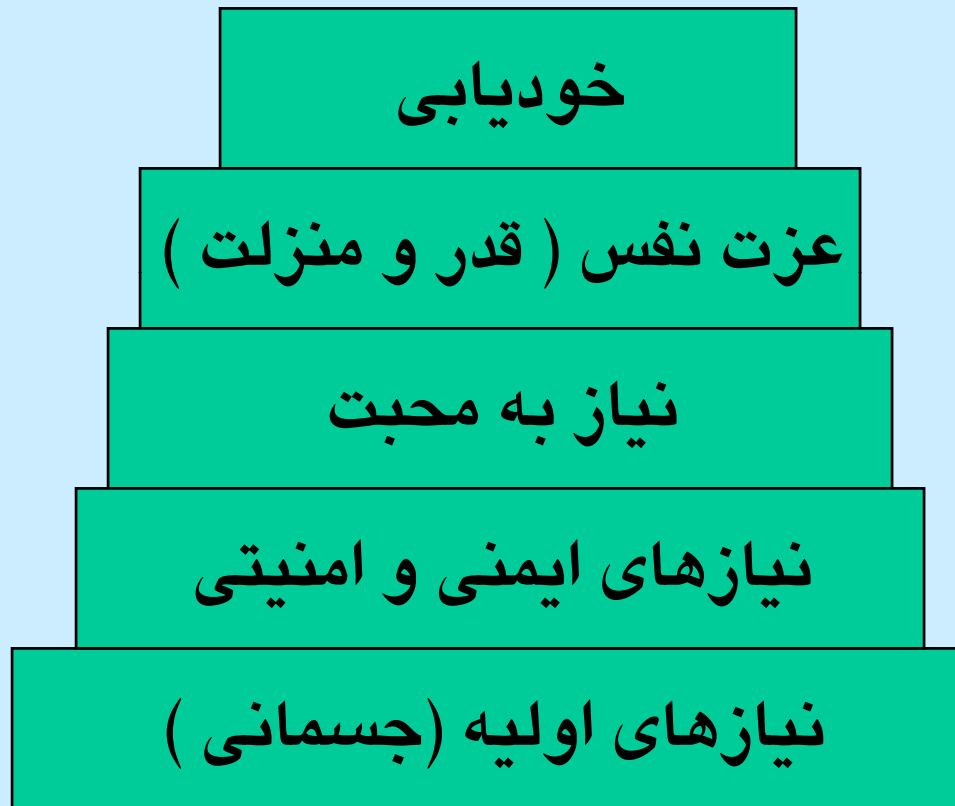 خودیابی
عزت نفس ( قدر و منزلت )
نیاز به محبت
نیازهای ایمنی و امنیتی
نیازهای اولیه (جسمانی )